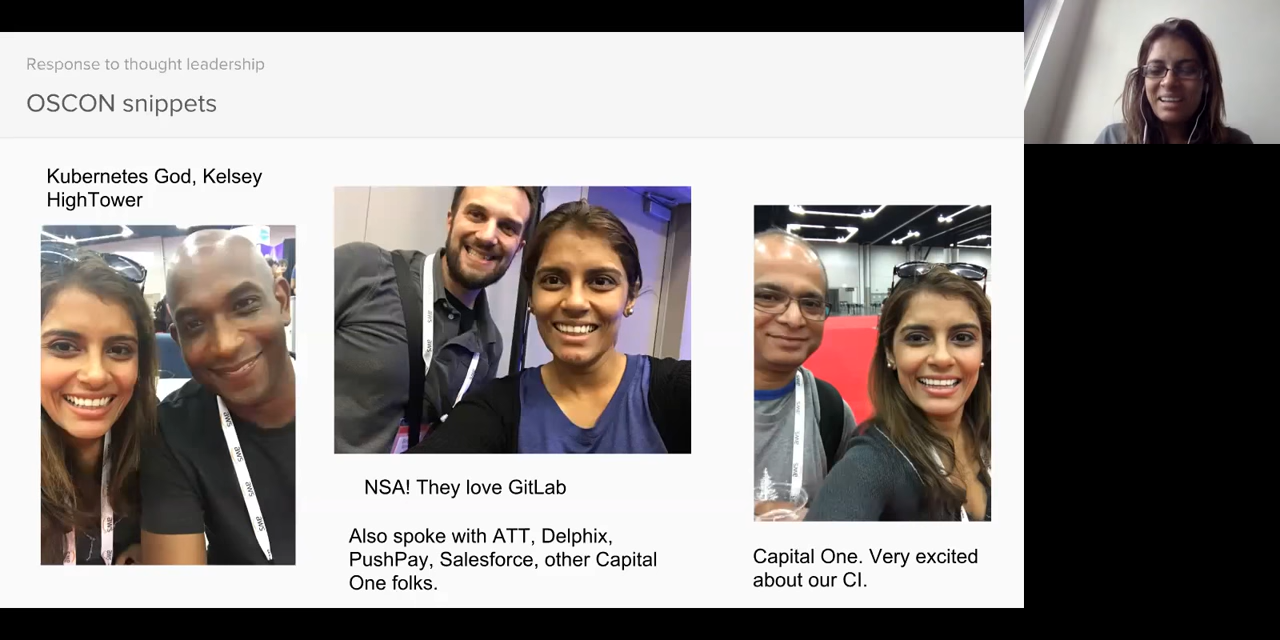 Response to thought leadership
OSCON snippets
Kubernetes God, Kelsey
HighTower
NSA! They love GitLab
Also spoke with ATT, Delphix,
PushPay, Salesforce, other Capital
One folks.
Capital One. Very excited
about our CI.